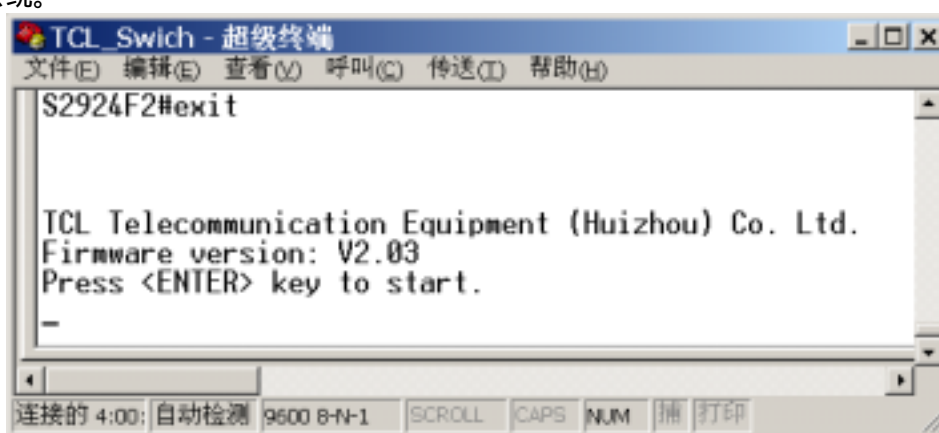 TCL_Swich - 超级终端
文件(F) 编辑(E) 查看(V) 呼叫(C) 传送(T) 帮助(H)
S2924F2#exit
TCL Telecommunication Equipment (Huizhou) Co. Ltd.
Firmware version: V2.03
Press <ENTER> key to start.
_
连接的 4:00: 自动检测 9600 8-N-1 SCROLL CAPS NUM 捕 打印